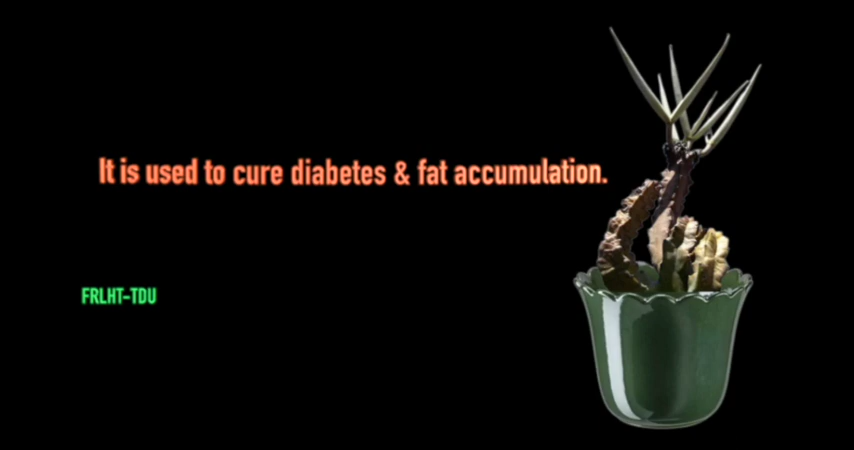 It is used to cure diabetes & fat accumulation.
FRLHT-TDU